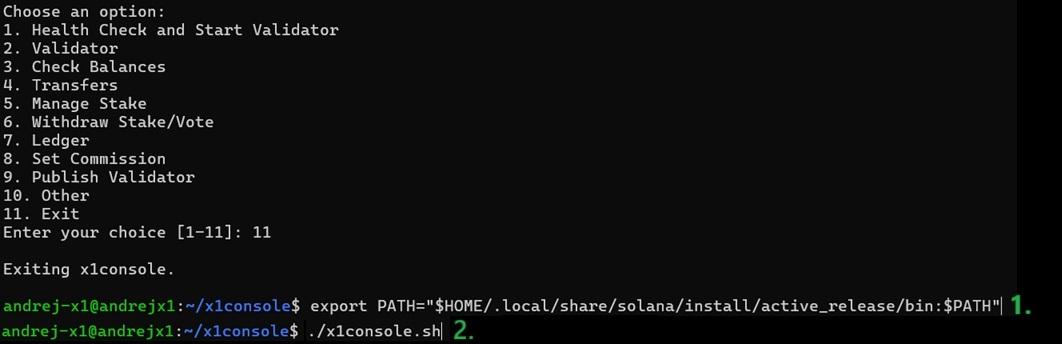 Choose an option:
1. Health Check and Start Validator
2. Validator
3. Check Balances
4. Transfers
5. Manage Stake
6. Withdraw Stake/Vote
7. Ledger
8. Set Commission
9. Publish Validator
10. Other
11. Exit
Enter your choice [1-11]: 11
Exiting x1console.
andrej-x1@andrejx1:~/x1console$ export PATH="$HOME/.local/share/solana/install/active_release/bin:$PATH" 1.
andrej-x1@andrejx1:~/x1console$ ./x1console.sh 2.